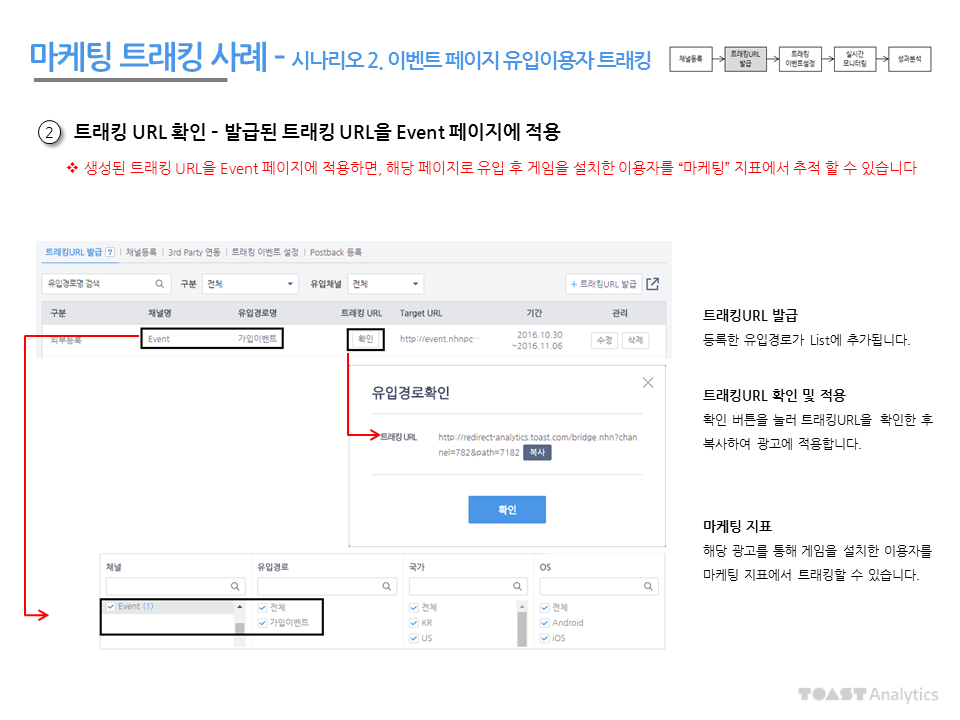 마케팅 트래킹 사례 - 시나리오 2. 이벤트 페이지 유입이용자 트래킹
채널등록
트래킹URL
발급
트래킹
이벤트설정
실시간
모니터링
성과분석
2 트래킹 URL 확인 - 발급된 트래킹 URL을 Event 페이지에 적용
❖ 생성된 트래킹 URL을 Event 페이지에 적용하면, 해당 페이지로 유입 후 게임을 설치한 이용자를 “마케팅” 지표에서 추적 할 수 있습니다
트래킹URL 발급 ? | 채널등록 | 3rd Party 연동 | 트래킹 이벤트 설정 | Postback 등록
유입경로명 검색 구분 전체 유입채널 전체 + 트래킹URL 발급
구분 채널명 유입경로명 트래킹 URL Target URL 기간 관리
외부등록 Event 가입이벤트 확인 http://event.nhnpc… 2016.10.30
~2016.11.06 수정 삭제
유입경로확인
트래킹 URL http://redirect-analytics.toast.com/bridge.nhn?chan
nel=782&path=7182 복사
확인
채널 유입경로 국가 OS
Event (1) 전체 전체 전체
가입이벤트 KR Android
US iOS
트래킹URL 발급
등록한 유입경로가 List에 추가됩니다.
트래킹URL 확인 및 적용
확인 버튼을 눌러 트래킹URL을 확인한 후
복사하여 광고에 적용합니다.
마케팅 지표
해당 광고를 통해 게임을 설치한 이용자를
마케팅 지표에서 트래킹할 수 있습니다.
TOAST Analytics